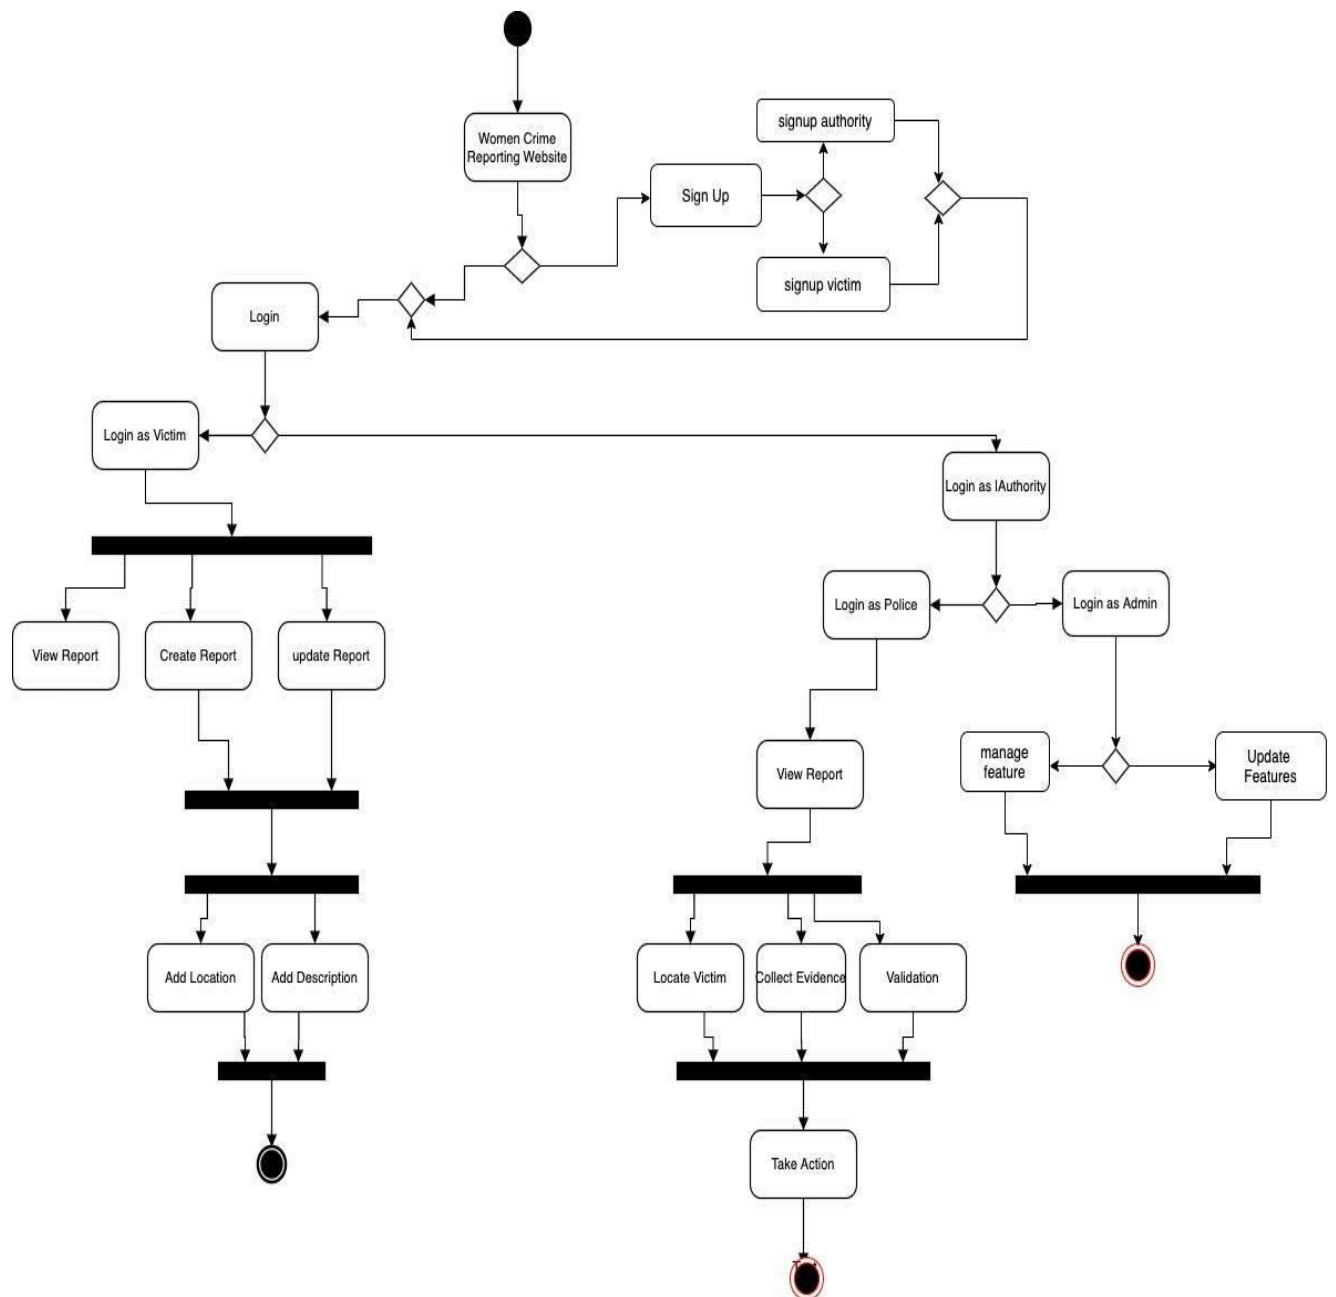 Women Crime
Reporting Website
signup authority
Sign Up
signup victim
Login
Login as Victim
Login as IAuthority
Login as Police
Login as Admin
View Report
Create Report
update Report
View Report
manage
feature
Update
Features
Add Location
Add Description
Locate Victim
Collect Evidence
Validation
Take Action